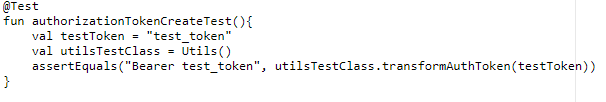 @Test
fun authorizationTokenCreateTest(){
    val testToken = "test_token"
    val utilsTestClass = Utils()
    assertEquals("Bearer test_token", utilsTestClass.transformAuthToken(testToken))
}